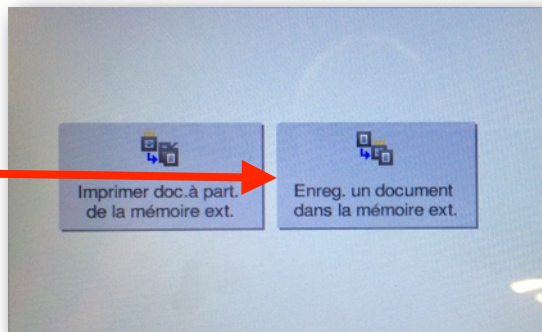 Imprimer doc.à part.
de la mémoire ext.
Enreg. un document
dans la mémoire ext.